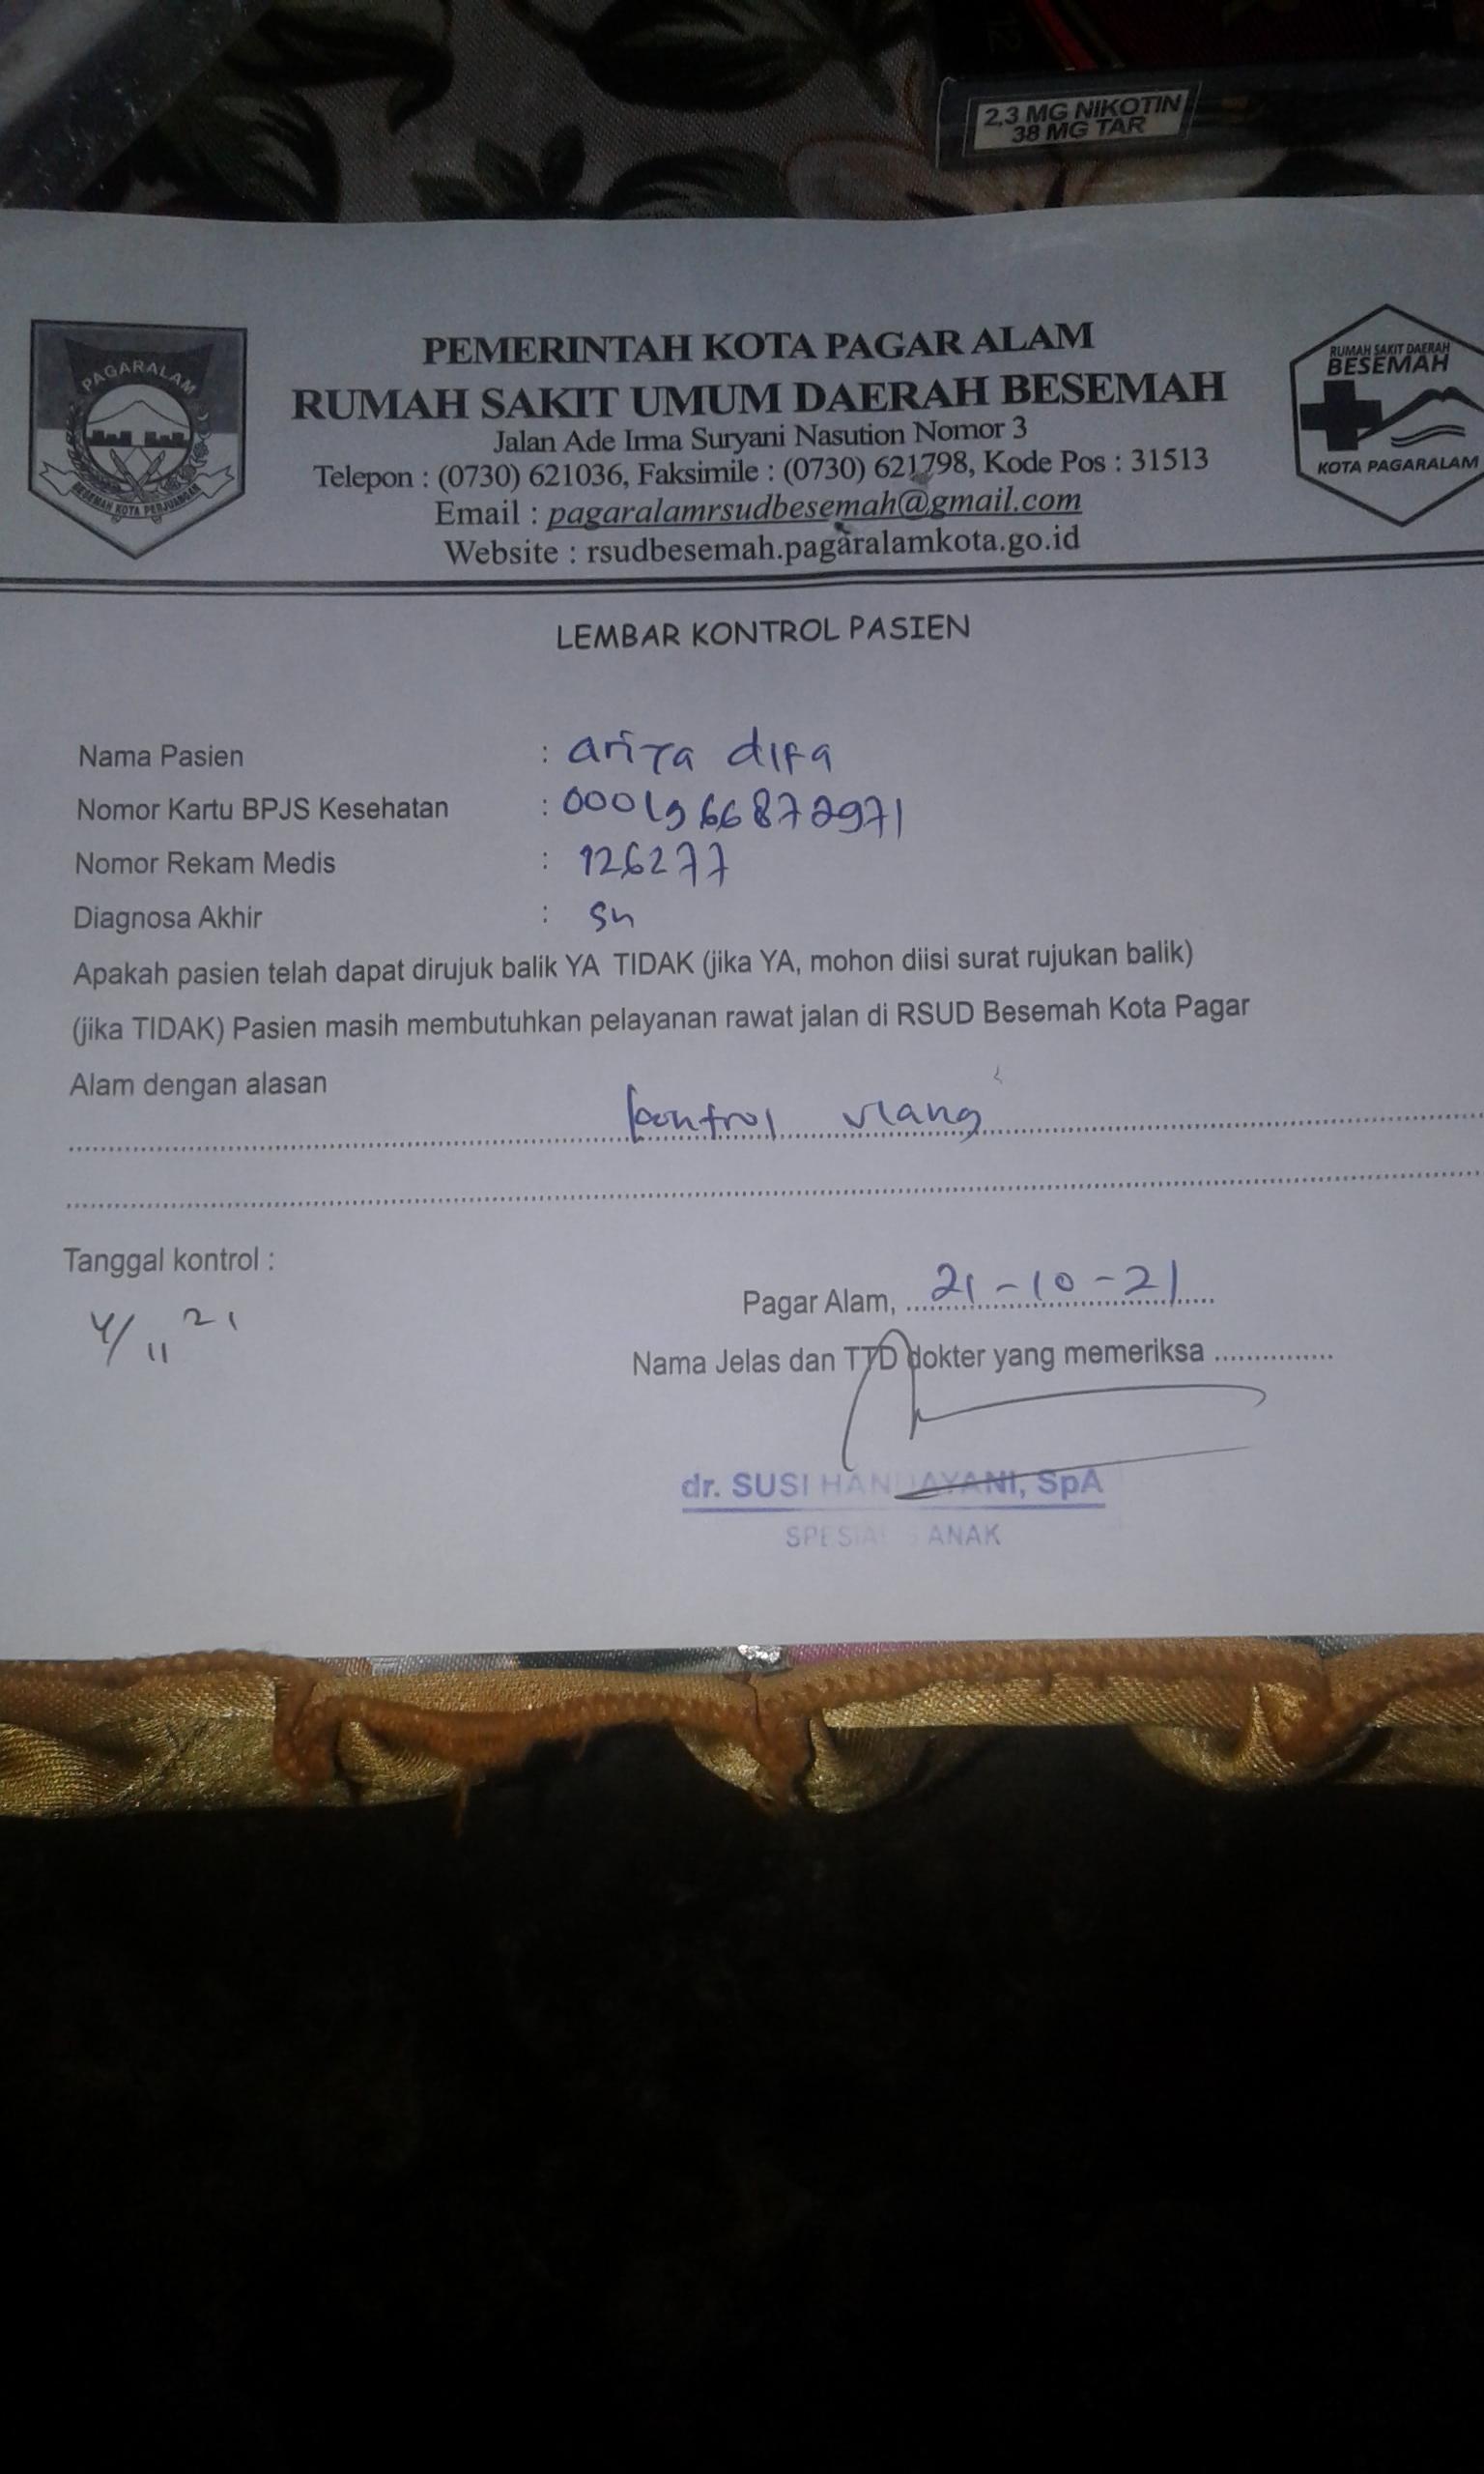 12
2,3 MG NIKOTIN
38 MG TAR
PAGARALAM
BESEMAH KOTA PERJUANGAN
PEMERINTAH KOTA PAGAR ALAM
RUMAH SAKIT UMUM DAERAH BESEMAH
Jalan Ade Irma Suryani Nasution Nomor 3
Telepon : (0730) 621036, Faksimile : (0730) 621798, Kode Pos : 31513
Email : pagaralamrsudbesemah@gmail.com
Website : rsudbesemah.pagaralamkota.go.id
RUMAH SAKIT DAERAH
BESEMAH
KOTA PAGARALAM
LEMBAR KONTROL PASIEN
Nama Pasien : ariya difa
Nomor Kartu BPJS Kesehatan :
Nomor Rekam Medis : 126277
Diagnosa Akhir : Sn
Apakah pasien telah dapat dirujuk balik YA TIDAK (jika YA, mohon diisi surat rujukan balik)
(jika TIDAK) Pasien masih membutuhkan pelayanan rawat jalan di RSUD Besemah Kota Pagar
Alam dengan alasan
kontrol ulang
Tanggal kontrol :
4/11 21
Pagar Alam, 21-10-21
Nama Jelas dan TTD dokter yang memeriksa ...............
dr. SUSI HANDAYANI, SpA
SPESIALIS ANAK